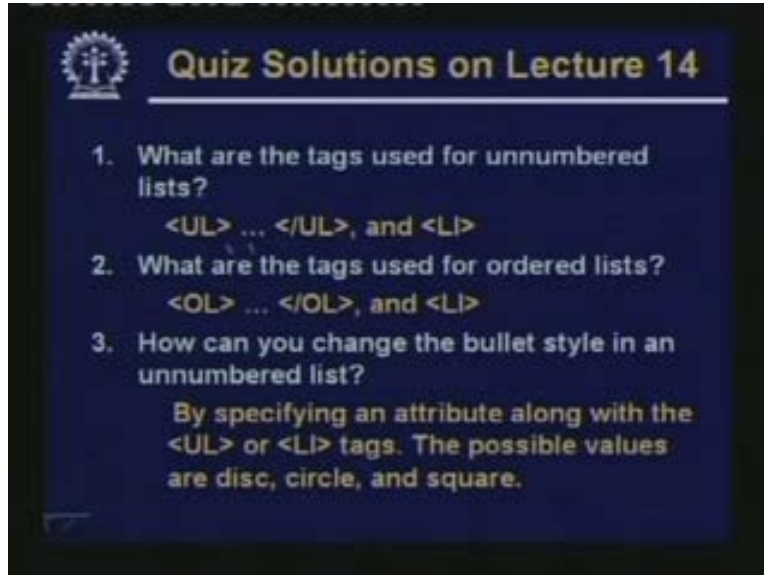 Quiz Solutions on Lecture 14
1. What are the tags used for unnumbered
lists?
<UL> ... </UL>, and <LI>
2. What are the tags used for ordered lists?
<OL> ... </OL>, and <LI>
3. How can you change the bullet style in an
unnumbered list?
By specifying an attribute along with the
<UL> or <LI> tags. The possible values
are disc, circle, and square.